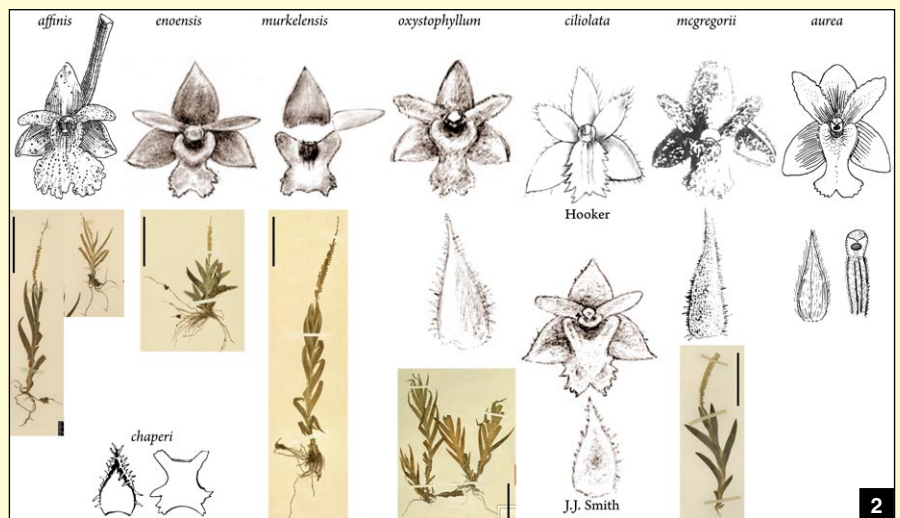 affinis enoensis murkelensis oxystophyllum ciliolata mcgregorii aurea
Hooker
chaperi
J.J. Smith
2